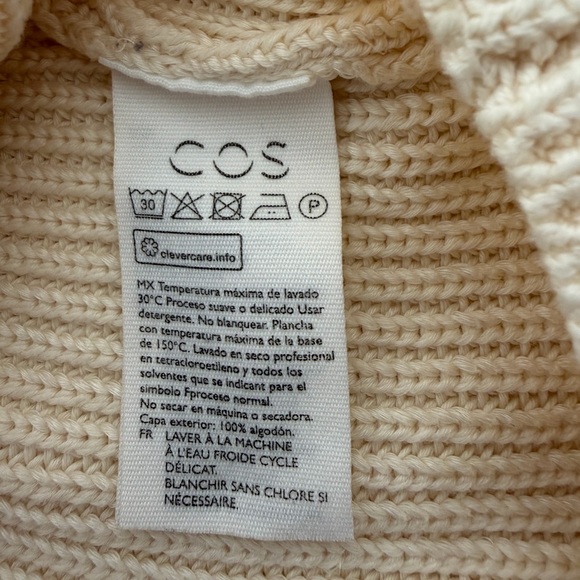 COS
30 P
clevercare.info
MX Temperatura máxima de lavado
30°C Proceso suave o delicado Usar
detergente. No blanquear. Plancha
con temperatura máxima de la base
de 150°C. Lavado en seco profesional
en tetracloroetileno y todos los
solventes que se indican para el
simbolo Fproceso normal.
No secar en máquina o secadora.
Capa exterior: 100% algodón.
FR LAVER À LA MACHINE
À L'EAU FROIDE CYCLE
DÉLICAT.
BLANCHIR SANS CHLORE SI
NÉCESSAIRE.